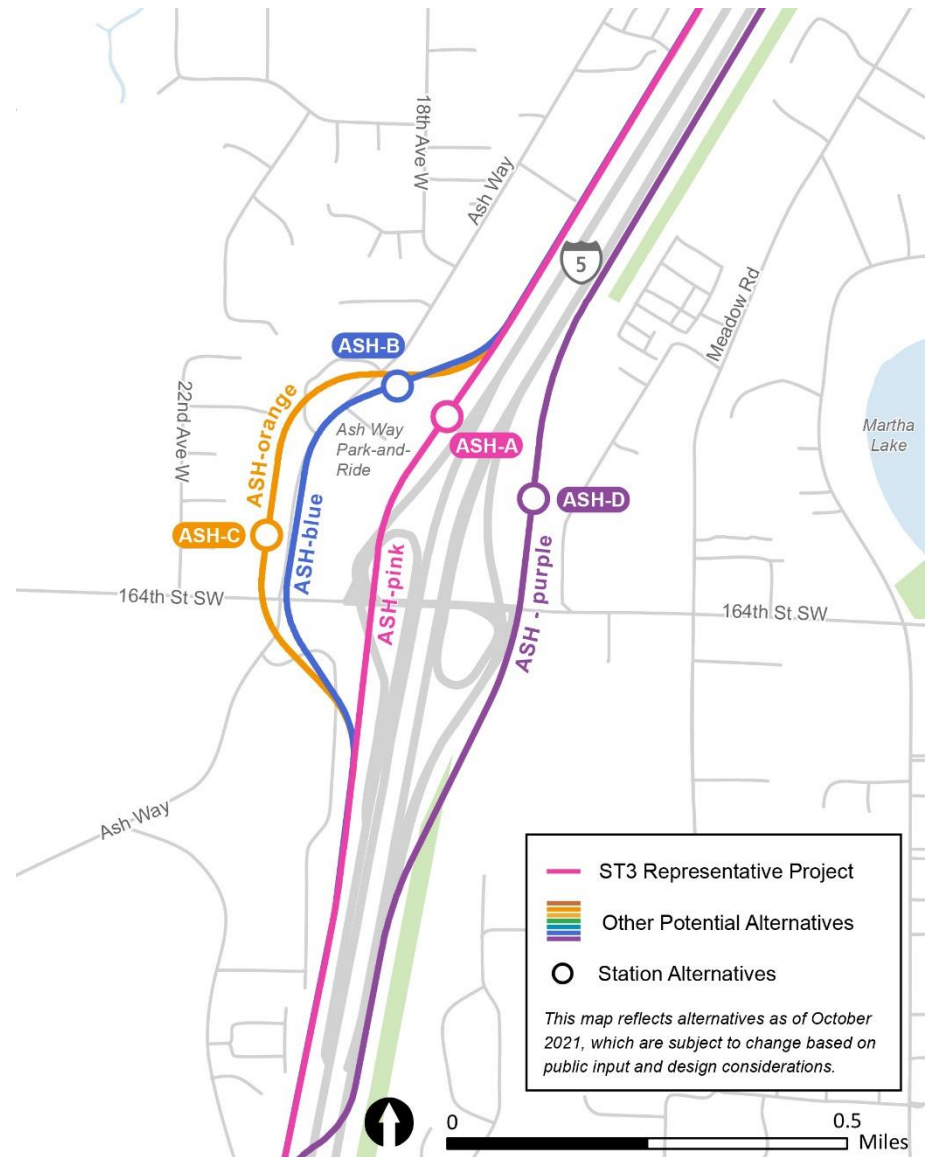 18th Ave W
Ash Way
5
Meadow Rd
ASH-B
22nd Ave W
ASH-orange
Ash Way
Park-and-
Ride
ASH-A
Martha
Lake
ASH-D
ASH-C
ASH-blue
ASH-pink
ASH - purple
164th St SW
164th St SW
Ash Way
ST3 Representative Project
Other Potential Alternatives
Station Alternatives
This map reflects alternatives as of October
2021, which are subject to change based on
public input and design considerations.
0
0.5
Miles